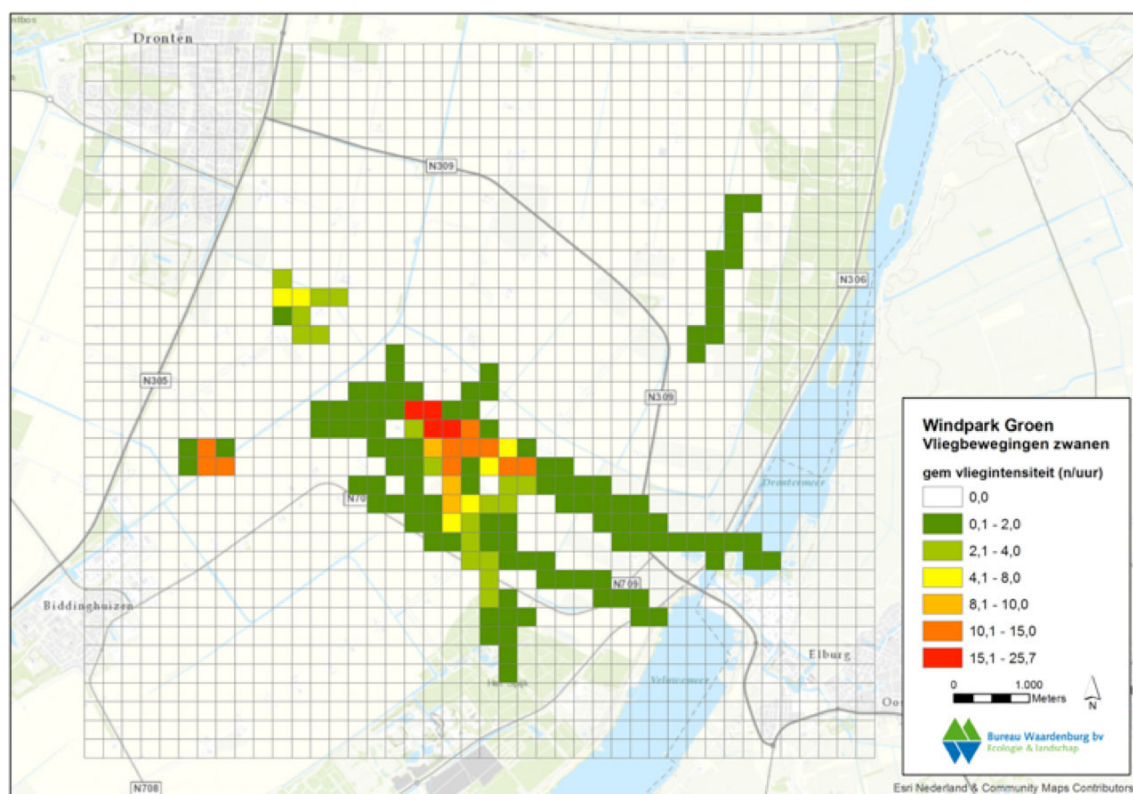 Dronten
N309
N306
N305
N309
N709
Biddinghuizen
Drontermeer
Veluwemeer
Elburg
N708
Windpark Groen
Vliegbewegingen zwanen
gem vliegintensiteit (n/uur)
0,0
0,1 - 2,0
2,1 - 4,0
4,1 - 8,0
8,1 - 10,0
10,1 - 15,0
15,1 - 25,7
0 1.000
Meters
N
Bureau Waardenburg bv
Ecologie & landschap
Esri Nederland & Community Maps Contributors